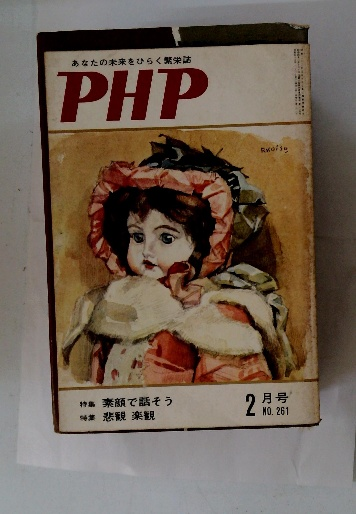 あなたの未来をひらく繁栄誌
PHP
特集 素顔で話そう
特集 悲観 楽観
2月号
NO.261